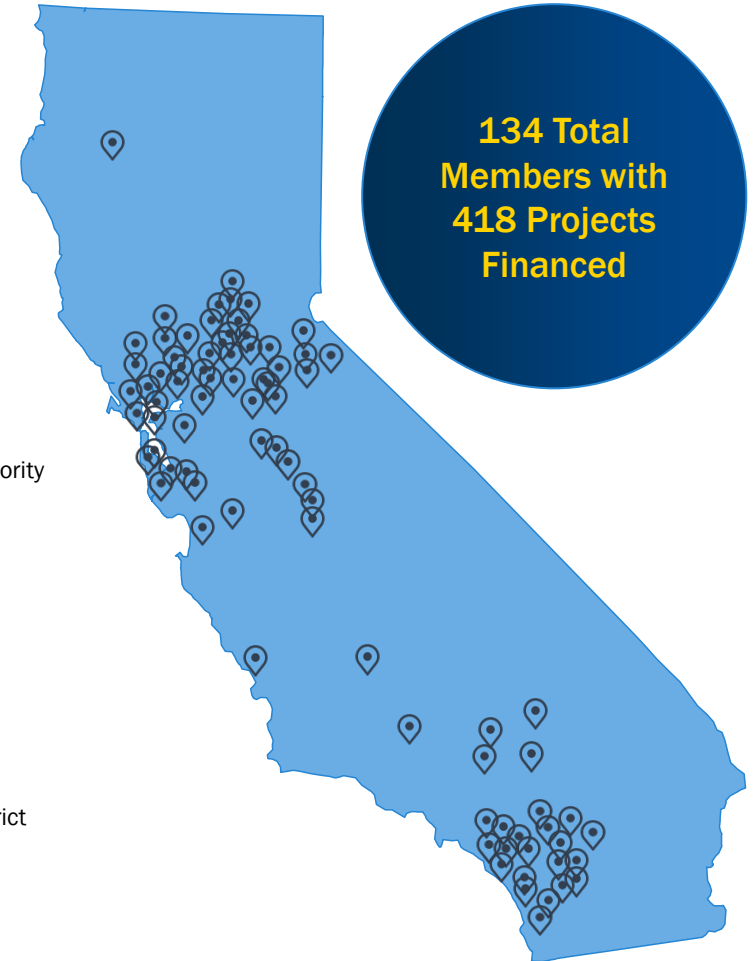 134 Total
Members with
418 Projects
Financed
ority
rict